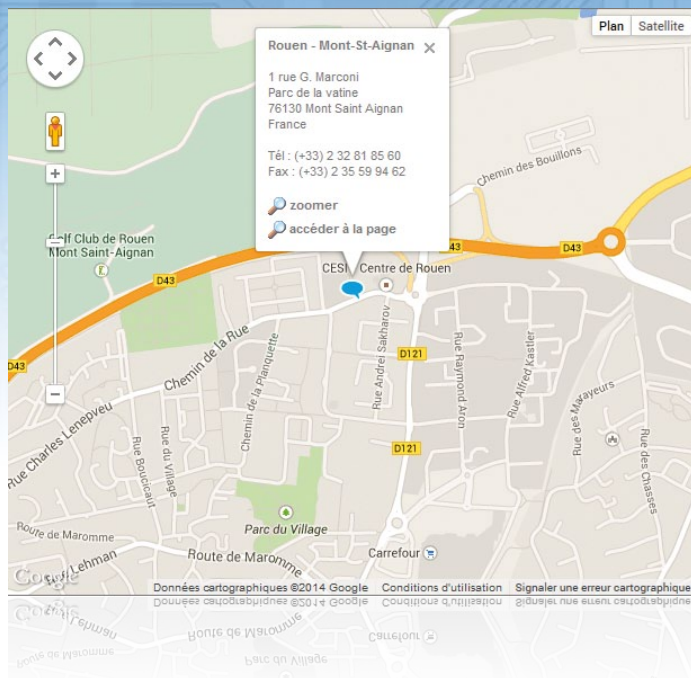 Plan Satellite
Rouen - Mont-St-Aignan
1 rue G. Marconi
Parc de la vatine
76130 Mont Saint Aignan
France
Tél : (+33) 2 32 81 85 60
Fax : (+33) 2 35 59 94 62
zoomer
accéder à la page
Chemin des Bouillons
Golf Club de Rouen
Mont Saint-Aignan
D43
D43
D43
D43
CESI Centre de Rouen
Chemin de la Rue
Rue Andrei Sakharov
D121
Rue Raymond Aron
Rue Alfred Kastler
Chemin de la Planquette
Rue Charles Lenepveu
Rue Boucicaut
Rue du Village
Rue des Mayeurs
Rue des Chasses
D121
Parc du Village
Route de Maromme
Route de Maromme
Carrefour
Lehman
Google
Données cartographiques ©2014 Google Conditions d'utilisation Signaler une erreur cartographique